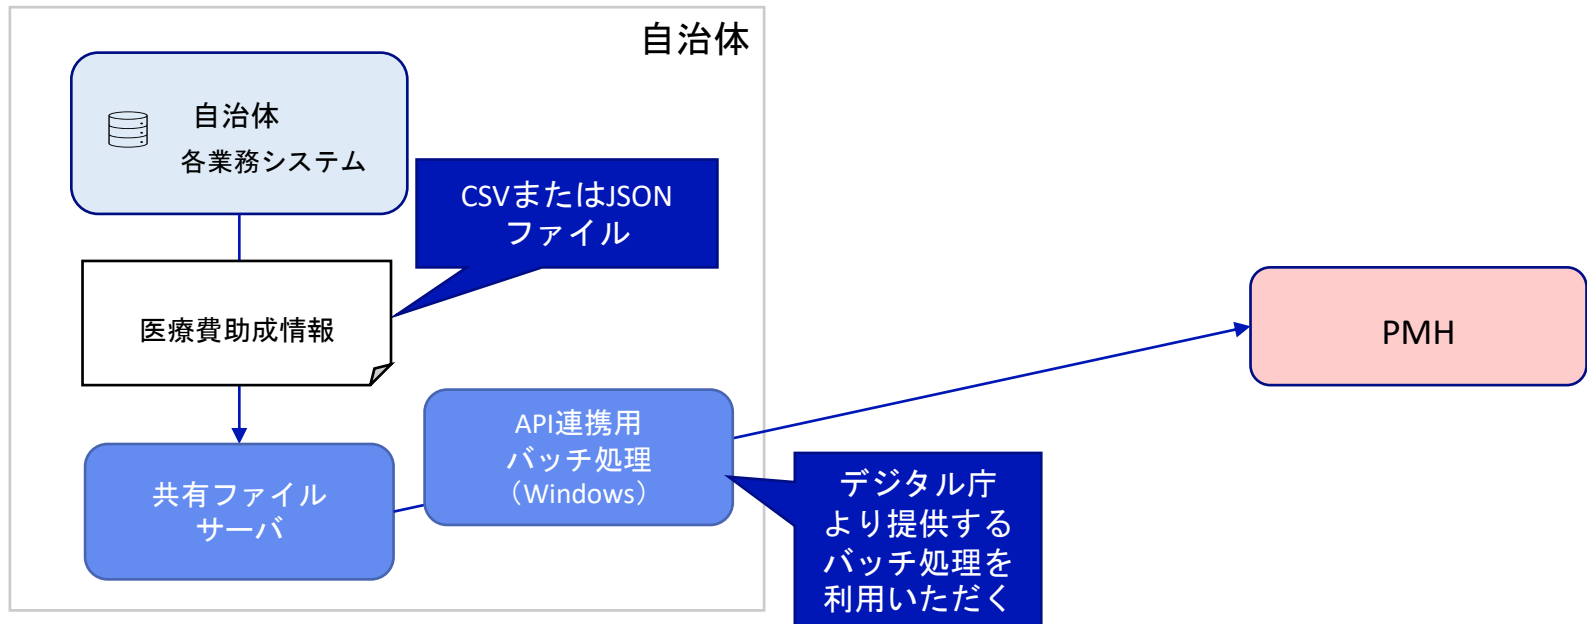 自治体
自治体
各業務システム
CSVまたはJSON
ファイル
医療費助成情報
PMH
API連携用
バッチ処理
（Windows）
共有ファイル
サーバ
デジタル庁
より提供する
バッチ処理を
利用いただく